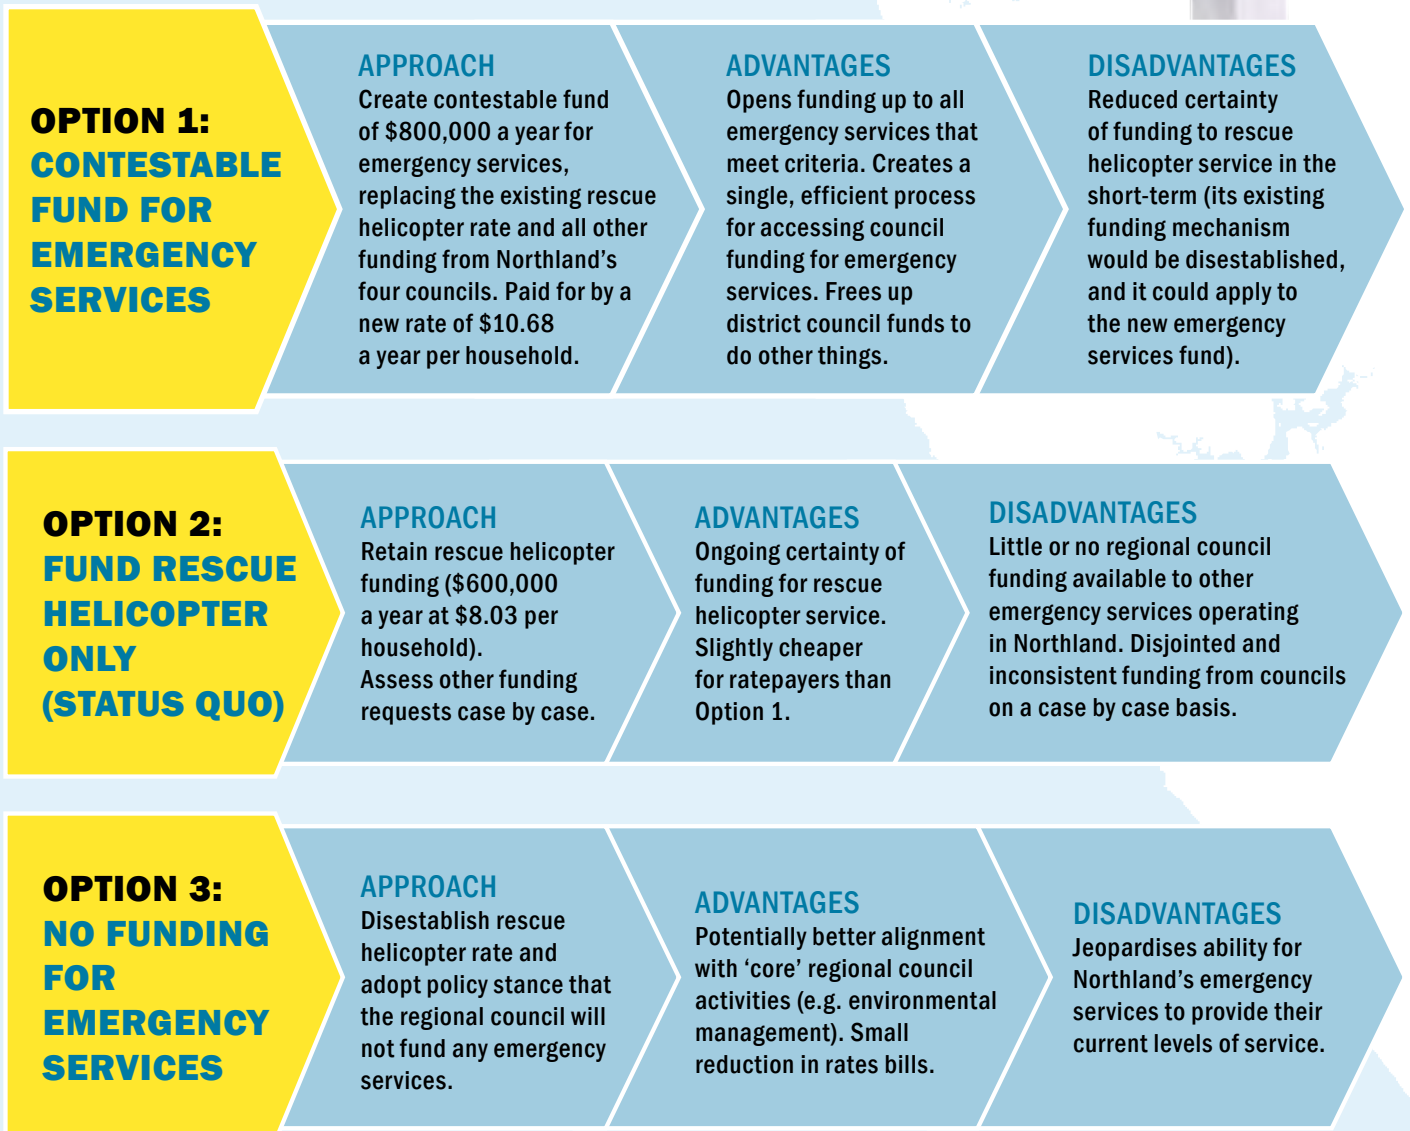 OPTION 1:
CONTESTABLE
FUND FOR
EMERGENCY
SERVICES
APPROACH
Create contestable fund
of $800,000 a year for
emergency services,
replacing the existing rescue
helicopter rate and all other
funding from Northland's
four councils. Paid for by a
new rate of $10.68
a year per household.
ADVANTAGES
Opens funding up to all
emergency services that
meet criteria. Creates a
single, efficient process
for accessing council
funding for emergency
services. Frees up
district council funds to
do other things.
DISADVANTAGES
Reduced certainty
of funding to rescue
helicopter service in the
short-term (its existing
funding mechanism
would be disestablished,
and it could apply to
the new emergency
services fund).
OPTION 2:
FUND RESCUE
HELICOPTER
ONLY
(STATUS QUO)
APPROACH
Retain rescue helicopter
funding ($600,000
a year at $8.03 per
household).
Assess other funding
requests case by case.
ADVANTAGES
Ongoing certainty of
funding for rescue
helicopter service.
Slightly cheaper
for ratepayers than
Option 1.
DISADVANTAGES
Little or no regional council
funding available to other
emergency services operating
in Northland. Disjointed and
inconsistent funding from councils
on a case by case basis.
OPTION 3:
NO FUNDING
FOR
EMERGENCY
SERVICES
APPROACH
Disestablish rescue
helicopter rate and
adopt policy stance that
the regional council will
not fund any emergency
services.
ADVANTAGES
Potentially better alignment
with ‘core’ regional council
activities (e.g. environmental
management). Small
reduction in rates bills.
DISADVANTAGES
Jeopardises ability for
Northland's emergency
services to provide their
current levels of service.